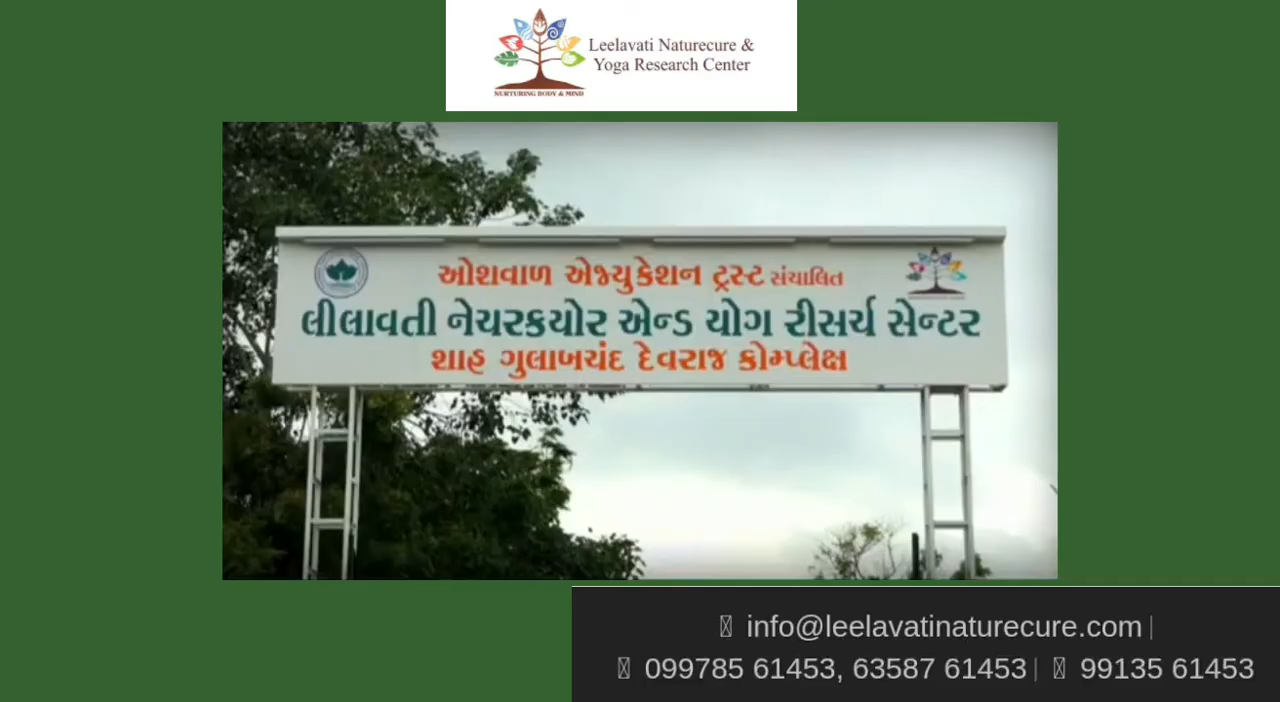 Leelavati Naturecure &
Yoga Research Center
NURTURING BODY & MIND
ઓશવાળ એજ્યુકેશન ટ્રસ્ટ સંચાલિત
લીલાવતી નેચરક્યોર એન્ડ યોગ રીસર્ચ સેન્ટર
શાહ ગુલાબચંદ દેવરાજ કોમ્પ્લેક્ષ
info@leelavatinaturecure.com |
099785 61453, 63587 61453 | 99135 61453